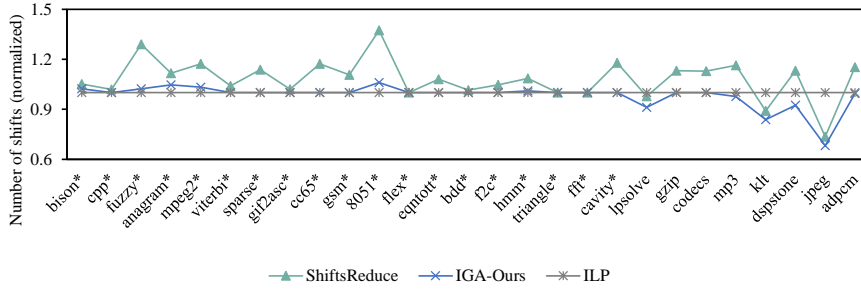 Number of shifts (normalized)
1.5
1.2
0.9
0.6
bison*
cpp*
fuzzy*
anagram*
mpeg2*
viterbi*
sparse*
gif2asc*
cc65*
gsm*
8051*
flex*
eqntott*
bdd*
f2c*
hmm*
triangle*
fft*
cavity*
lpsolve
gzip
codecs
mp3
klt
dspstone
jpeg
adpcm
ShiftsReduce
IGA-Ours
ILP